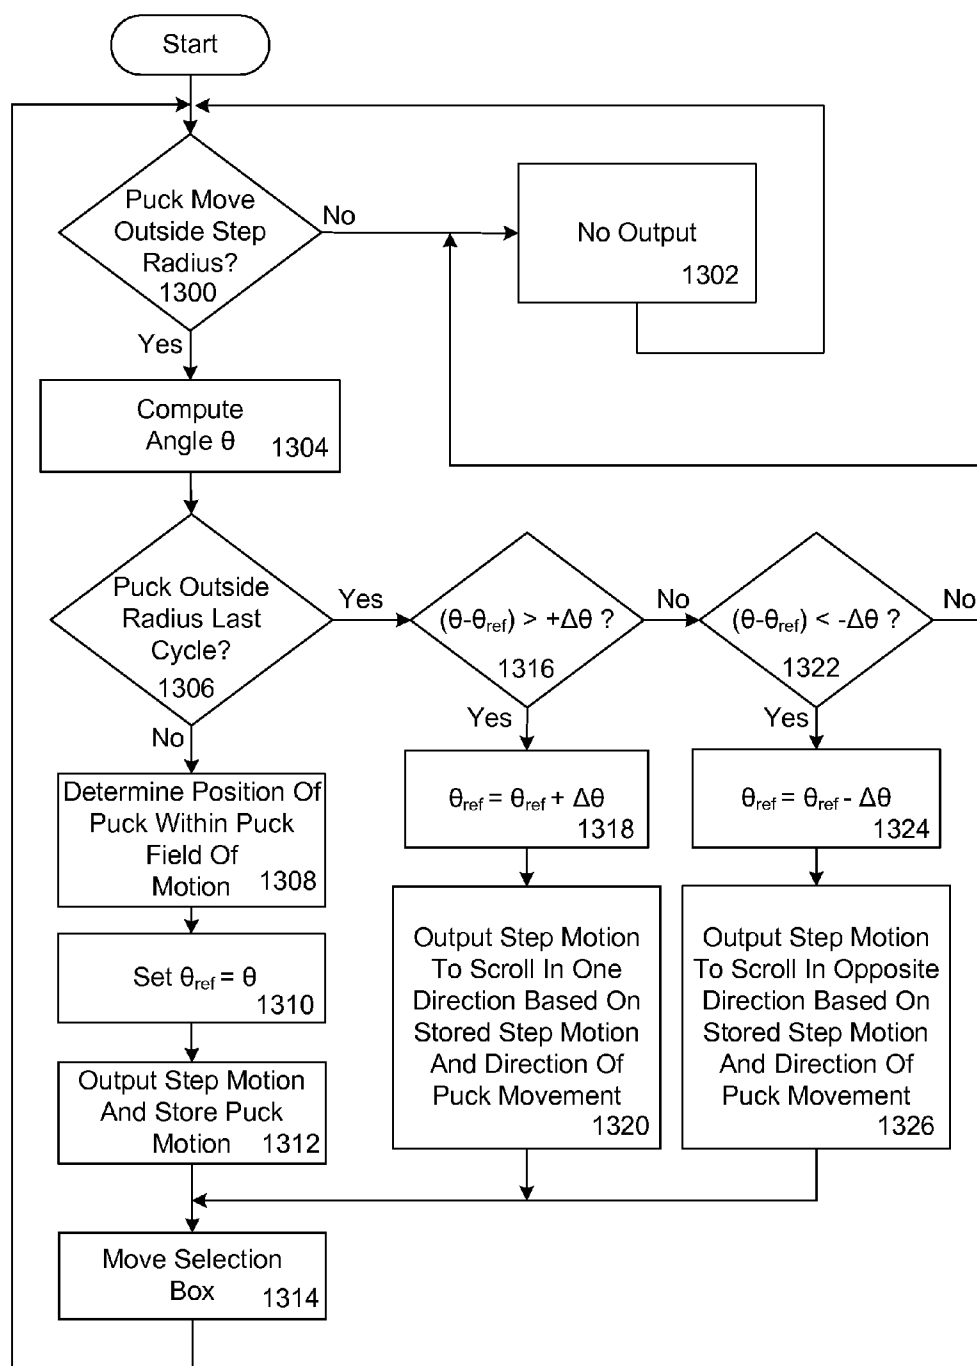 Start
Puck Move
Outside Step
Radius?
1300
No
No Output
1302
Yes
Compute
Angle θ
1304
Puck Outside
Radius Last
Cycle?
1306
Yes
(θ-θref) > +Δθ ?
1316
No
(θ-θref) < -Δθ ?
1322
No
No
Determine Position Of
Puck Within Puck
Field Of
Motion
1308
Set θref = θ
1310
Output Step Motion
And Store Puck
Motion
1312
Yes
θref = θref + Δθ
1318
Output Step Motion
To Scroll In One
Direction Based On
Stored Step Motion
And Direction Of
Puck Movement
1320
Yes
θref = θref - Δθ
1324
Output Step Motion
To Scroll In Opposite
Direction Based On
Stored Step Motion
And Direction Of
Puck Movement
1326
Move Selection
Box
1314